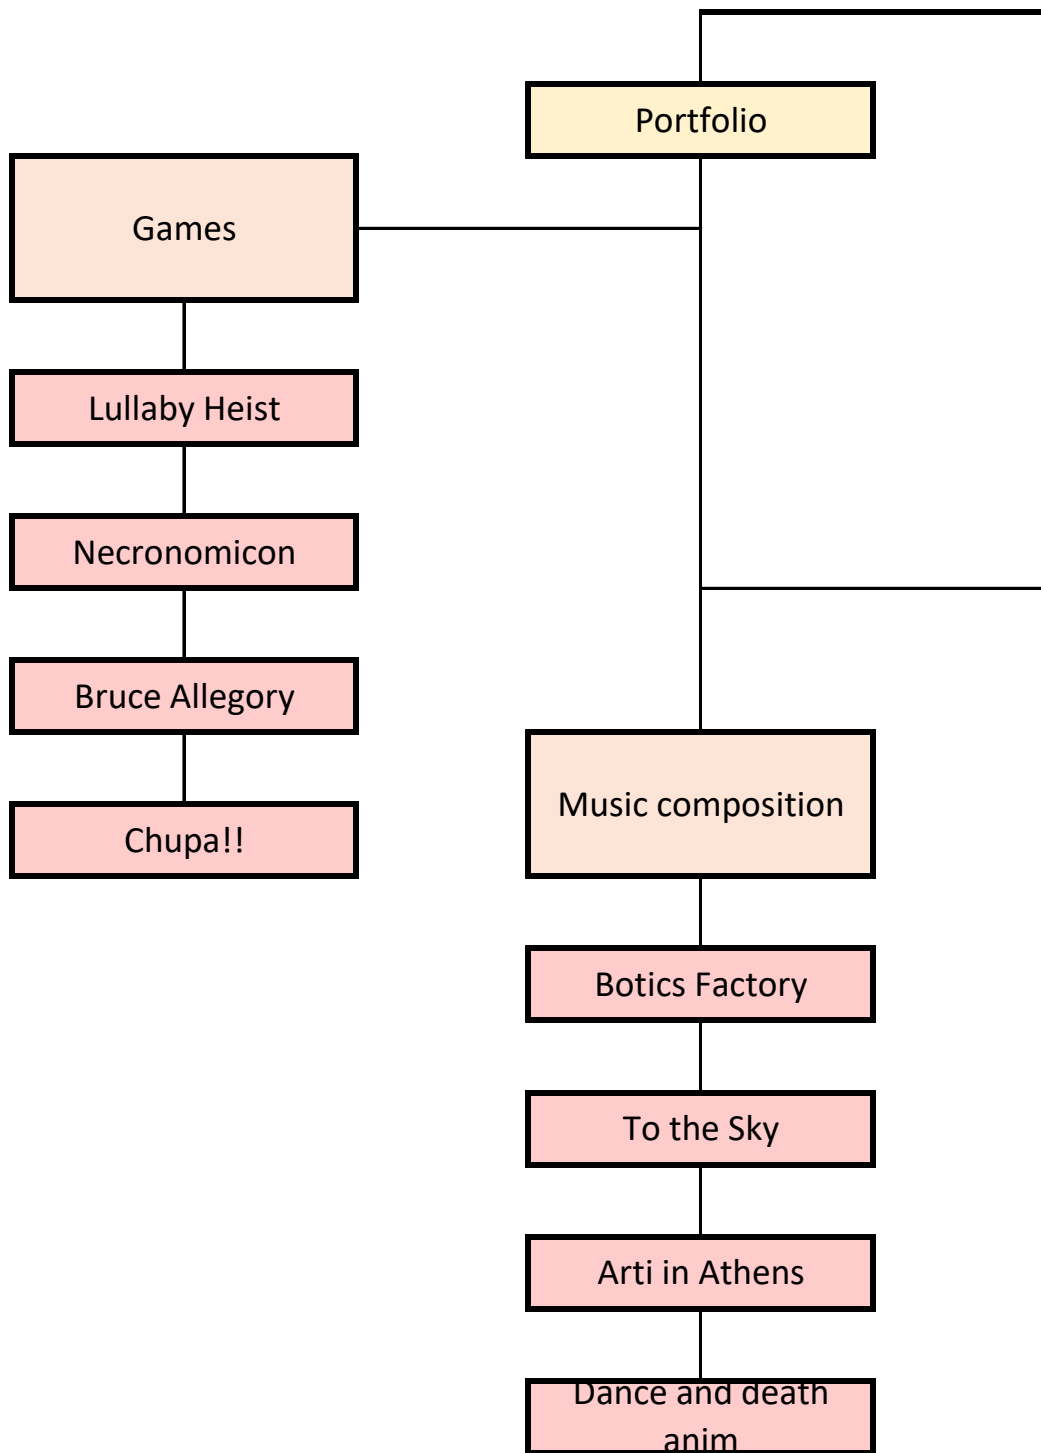 Portfolio
Games
Lullaby Heist
Necronomicon
Bruce Allegory
Chupa!!
Music composition
Botics Factory
To the Sky
Arti in Athens
Dance and death
anim